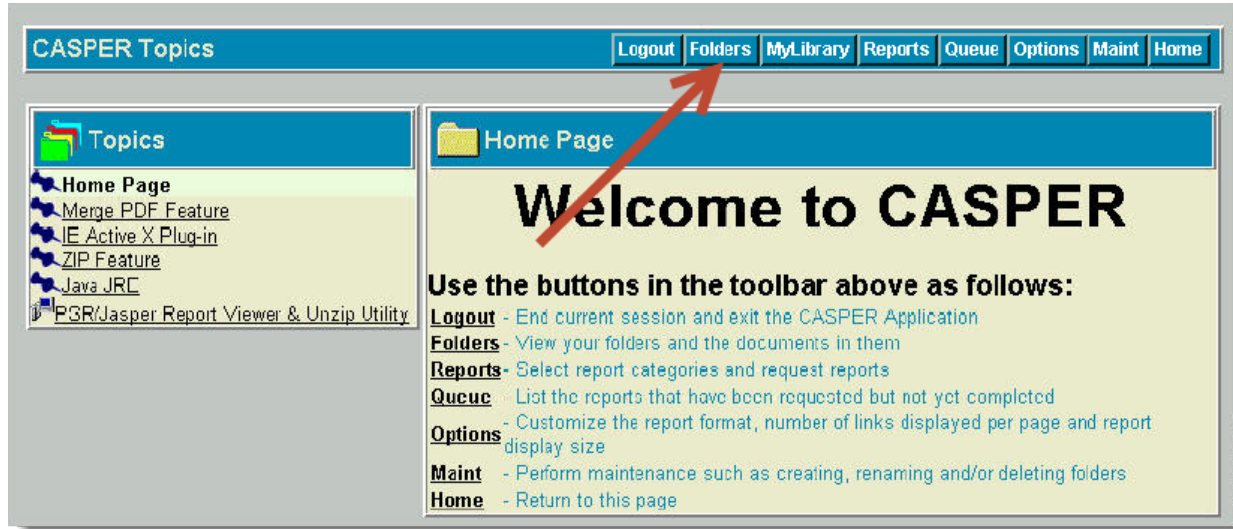 CASPER Topics
Logout Folders MyLibrary Reports Queue Options Maint Home
Topics
Home Page
Merge PDF Feature
IE Active X Plug-in
ZIP Feature
Java JRE
PSR/Jasper Report Viewer & Unzip Utility
Home Page
Welcome to CASPER
Use the buttons in the toolbar above as follows:
Logout - End current session and exit the CASPER Application
Folders - View your folders and the documents in them
Reports - Select report categories and request reports
Queue - List the reports that have been requested but not yet completed
Options - Customize the report format, number of links displayed per page and report
display size
Maint - Perform maintenance such as creating, renaming and/or deleting folders
Home - Return to this page